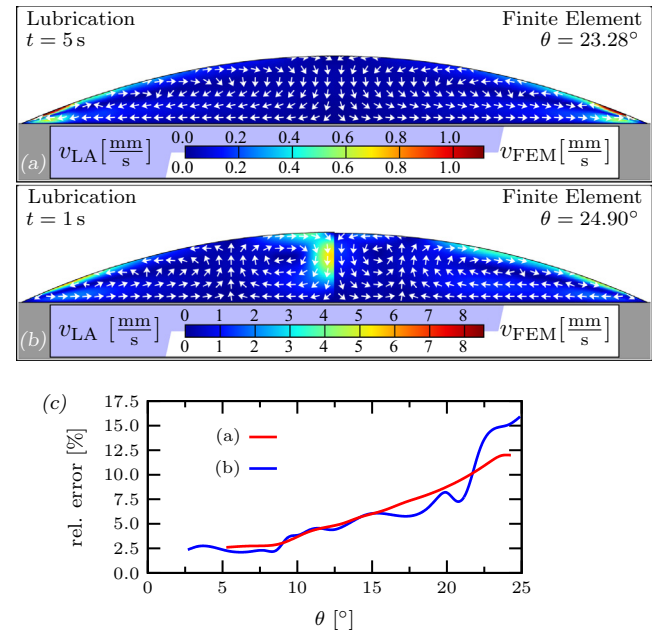 Lubrication Finite Element
t = 5 s θ = 23.28°
0.0 0.2 0.4 0.6 0.8 1.0
(a) v_LA[mm/s] v_FEM[mm/s]
0.0 0.2 0.4 0.6 0.8 1.0
Lubrication Finite Element
t = 1 s θ = 24.90°
0 1 2 3 4 5 6 7 8
(b) v_LA [mm/s] v_FEM[mm/s]
0 1 2 3 4 5 6 7 8
(c)
rel. error [%]
17.5
15.0
12.5
10.0
7.5
5.0
2.5
0.0
(a)
(b)
0 5 10 15 20 25
θ [°]